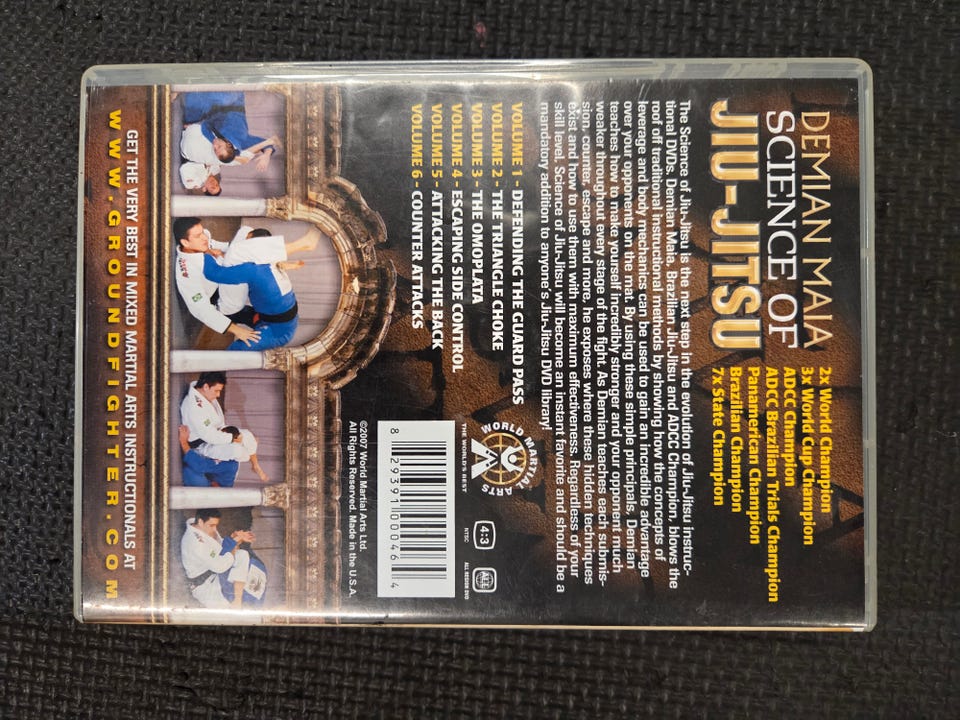 DEMIAN MAIA
SCIENCE OF
JIU-JITSU
2x World Champion
3x World Cup Champion
ADCC Champion
ADCC Brazilian Trials Champion
Panamerican Champion
Brazilian Champion
7x State Champion
The Science of Jiu-Jitsu is the next step in the evolution of Jiu-Jitsu instruc-
tional DVDs. Demian Maia, Brazilian Jiu-Jitsu and ADCC Champion, blows the
roof off traditional instructional methods by showing how the concepts of
leverage and body mechanics can be used to gain an incredible advantage
over your opponents on the mat. By using these simple principals, Demian
teaches how to make yourself incredibly stronger and your opponent much
weaker throughout every stage of the fight. As Demian teaches each submis-
sion, counter, escape and more, he exposes where these hidden techniques
exist and how to use them with maximum effectiveness. Regardless of your
skill level, Science of Jiu-Jitsu will become an instant favorite and should be a
mandatory addition to anyone's Jiu-Jitsu DVD library!
VOLUME 1 - DEFENDING THE GUARD PASS
VOLUME 2 - THE TRIANGLE CHOKE
VOLUME 3 - THE OMOPLATA
VOLUME 4 - ESCAPING SIDE CONTROL
VOLUME 5 - ATTACKING THE BACK
VOLUME 6 - COUNTER ATTACKS
WORLD MARTIAL ARTS
THE WORLD'S BEST
4:3
NTSC
ALL
ALL REGION DVD
8 29391 00046 4
©2007 World Martial Arts Ltd.
All Rights Reserved. Made in the U.S.A.
GET THE VERY BEST IN MIXED MARTIAL ARTS INSTRUCTIONALS AT
WWW.GROUNDFIGHTER.COM